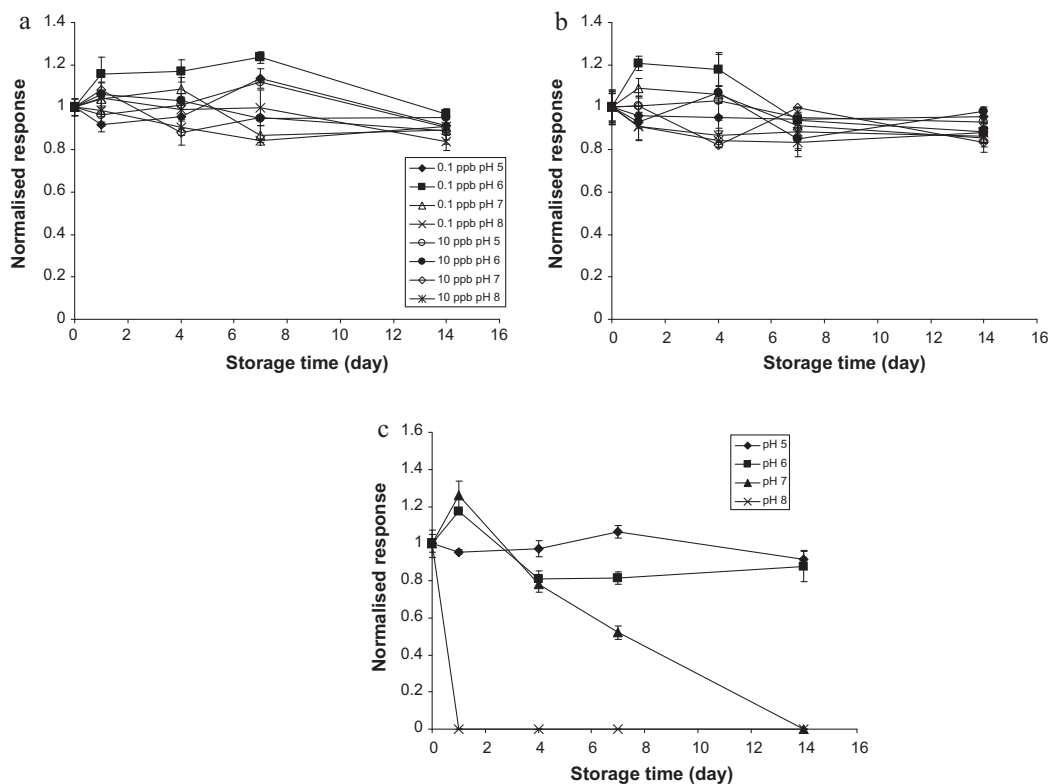 a
1.4
1.2
1
0.8
0.6
0.4
0.2
0
Normalised response
0 2 4 6 8 10 12 14 16
Storage time (day)
0.1 ppb pH 5
0.1 ppb pH 6
0.1 ppb pH 7
0.1 ppb pH 8
10 ppb pH 5
10 ppb pH 6
10 ppb pH 7
10 ppb pH 8
b
1.4
1.2
1
0.8
0.6
0.4
0.2
0
Normalised response
0 2 4 6 8 10 12 14 16
Storage time (day)
c
1.6
1.4
1.2
1
0.8
0.6
0.4
0.2
0
Normalised response
0 2 4 6 8 10 12 14 16
Storage time (day)
pH 5
pH 6
pH 7
pH 8